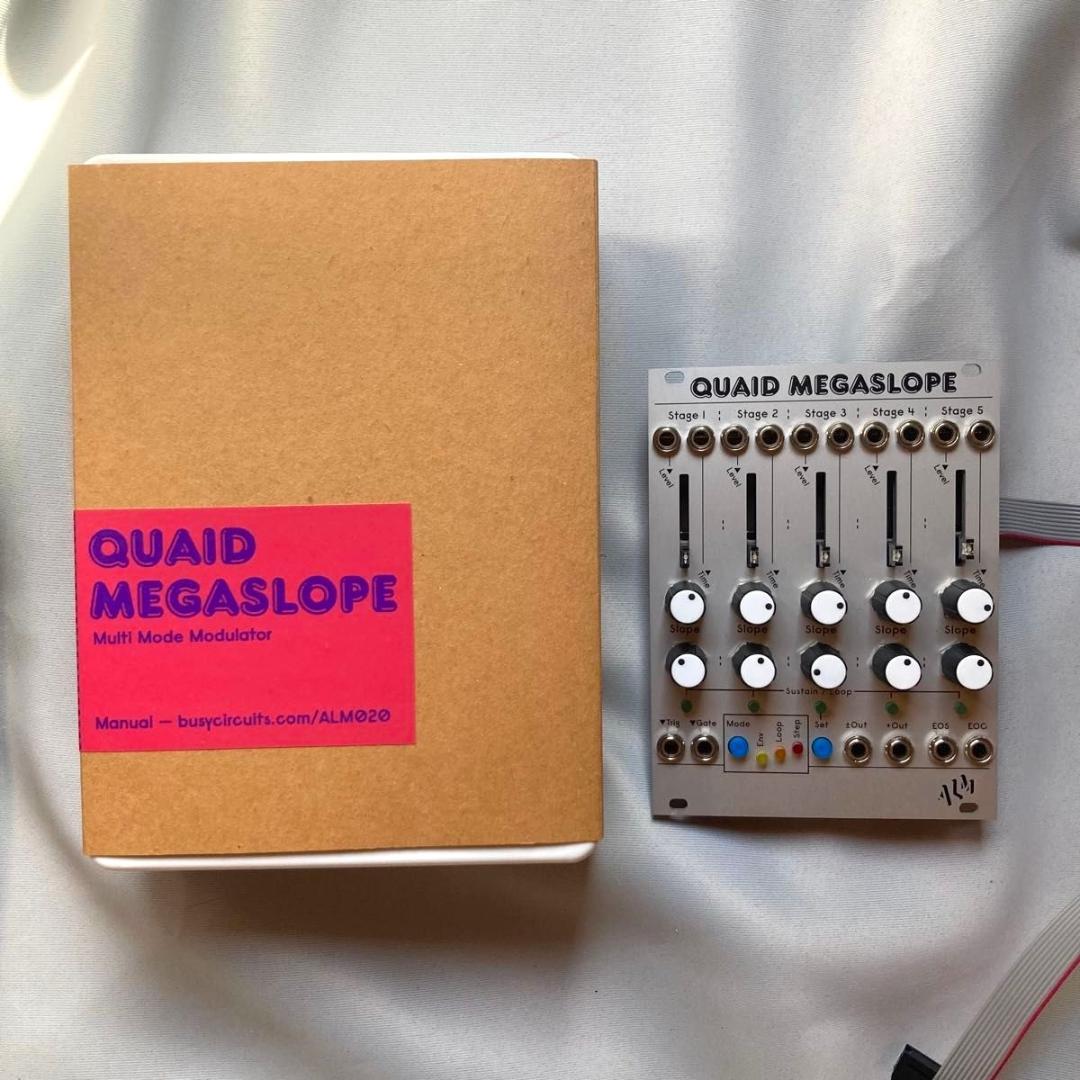 QUAID
MEGASLOPE
Multi Mode Modulator
Manual — busycircuits.com/ALM020
QUAID MEGASLOPE
Stage 1 Stage 2 Stage 3 Stage 4 Stage 5
▼Level ▼Level ▼Level ▼Level ▼Level
▼Time ▼Time ▼Time ▼Time ▼Time
Slope Slope Slope Slope Slope
Sustain / Loop
▼Trig ▼Gate Mode Env Loop Step Set ±Out +Out EOS EOC
ALM